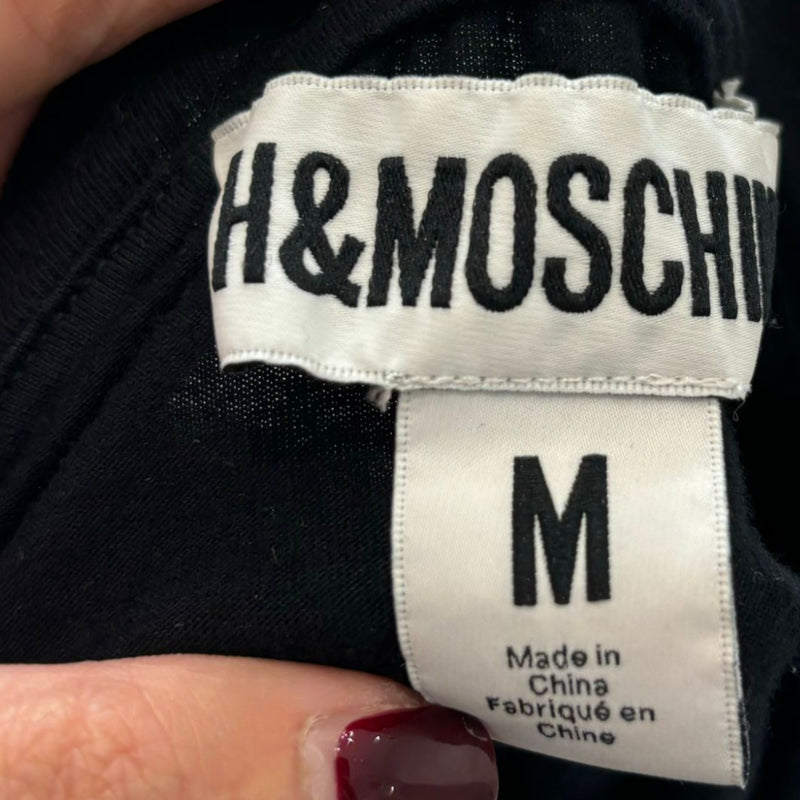 H&MOSCHI
M
Made in
China
Fabriqué en
Chine